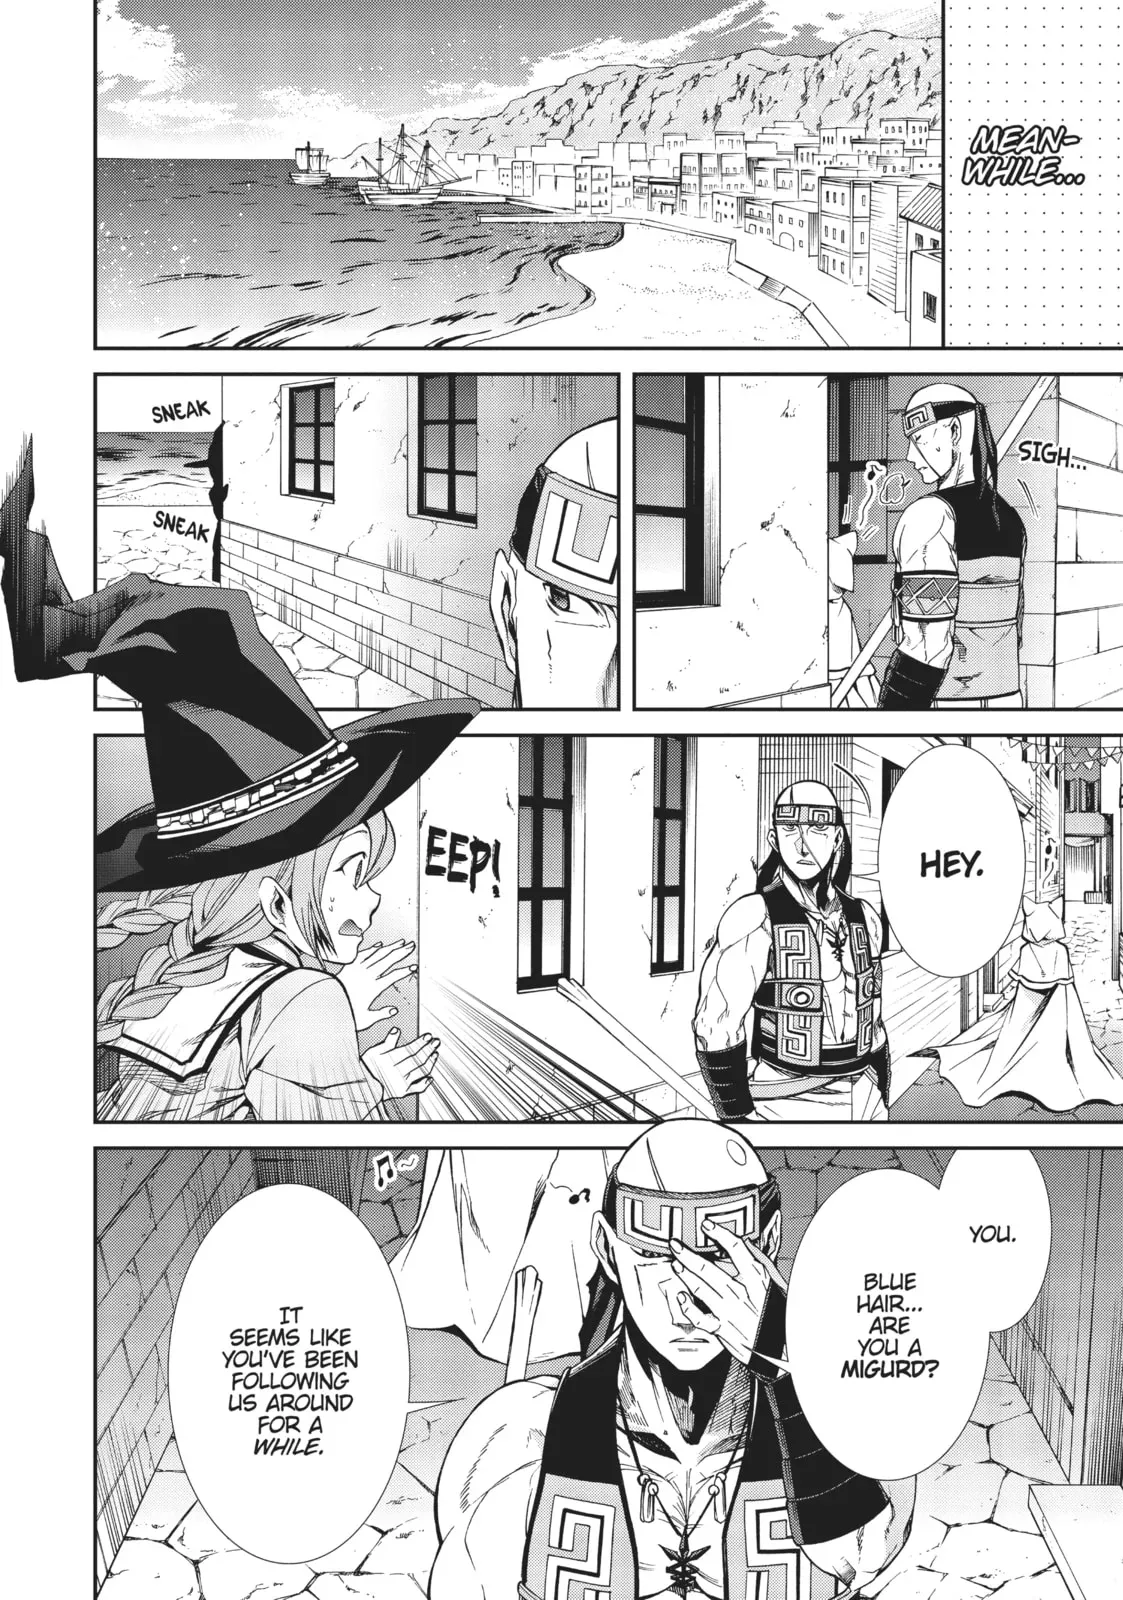 MEAN-
WHILE...
SIGH...
SNEAK
SNEAK
HEY.
EEP!
YOU.
BLUE
HAIR...
ARE
YOU A
MIGURD?
IT
SEEMS LIKE
YOU'VE BEEN
FOLLOWING
US AROUND
FOR A
WHILE.